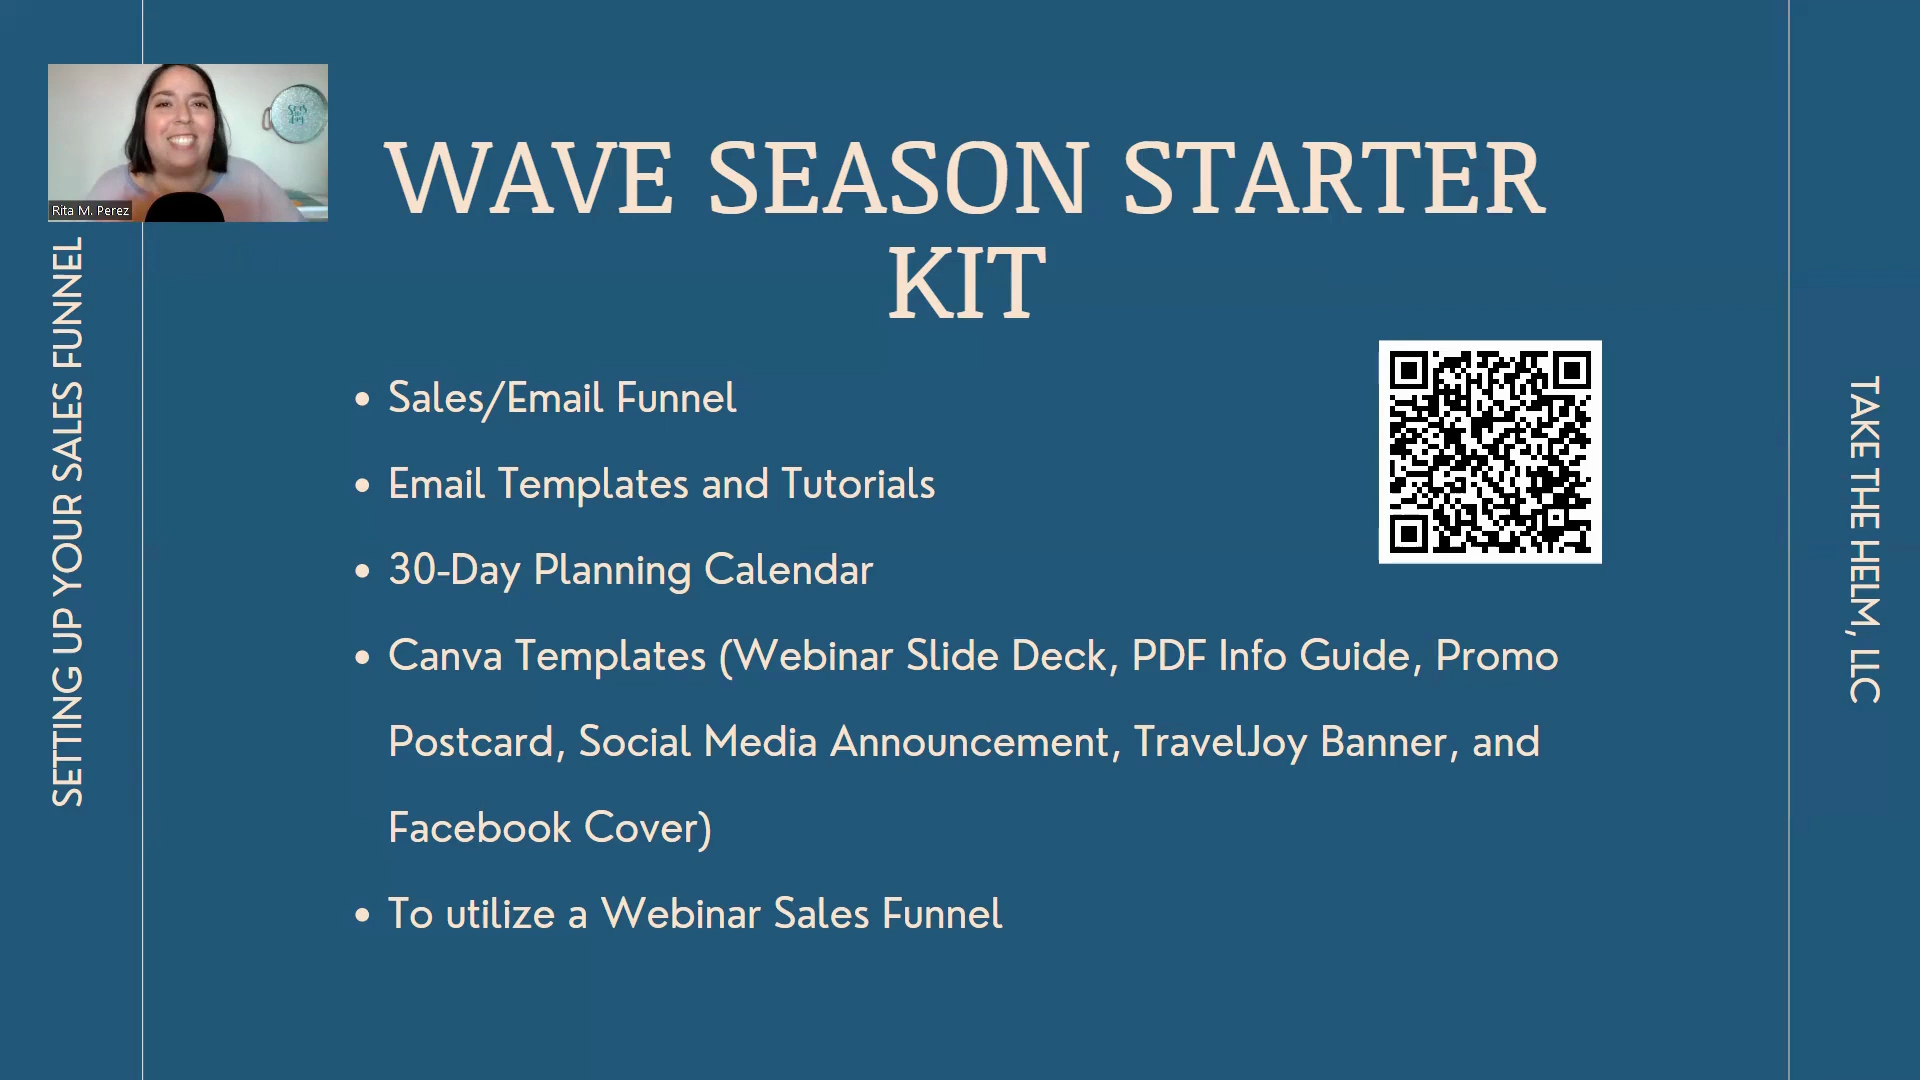 Rita M. Perez
SETTING UP YOUR SALES FUNNEL
WAVE SEASON STARTER
KIT
• Sales/Email Funnel
• Email Templates and Tutorials
• 30-Day Planning Calendar
• Canva Templates (Webinar Slide Deck, PDF Info Guide, Promo
Postcard, Social Media Announcement, TravelJoy Banner, and
Facebook Cover)
• To utilize a Webinar Sales Funnel
TAKE THE HELM, LLC